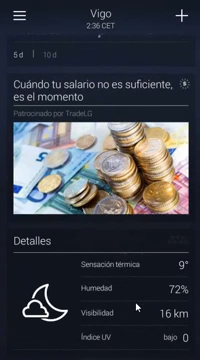 Vigo
2:36 CET
5 d
10 d
Cuándo tu salario no es suficiente,
es el momento
Patrocinado por TradeLG
Detalles
Sensación térmica 9°
Humedad 72%
Visibilidad 16 km
Índice UV bajo 0